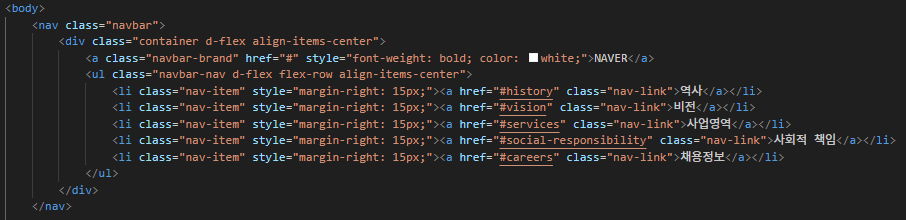 <body>
<nav class="navbar">
<div class="container d-flex align-items-center">
<a class="navbar-brand" href="#" style="font-weight: bold; color: white;">NAVER</a>
<ul class="navbar-nav d-flex flex-row align-items-center">
<li class="nav-item" style="margin-right: 15px;"><a href="#history" class="nav-link">역사</a></li>
<li class="nav-item" style="margin-right: 15px;"><a href="#vision" class="nav-link">비전</a></li>
<li class="nav-item" style="margin-right: 15px;"><a href="#services" class="nav-link">사업영역</a></li>
<li class="nav-item" style="margin-right: 15px;"><a href="#social-responsibility" class="nav-link">사회적 책임</a></li>
<li class="nav-item" style="margin-right: 15px;"><a href="#careers" class="nav-link">채용정보</a></li>
</ul>
</div>
</nav>